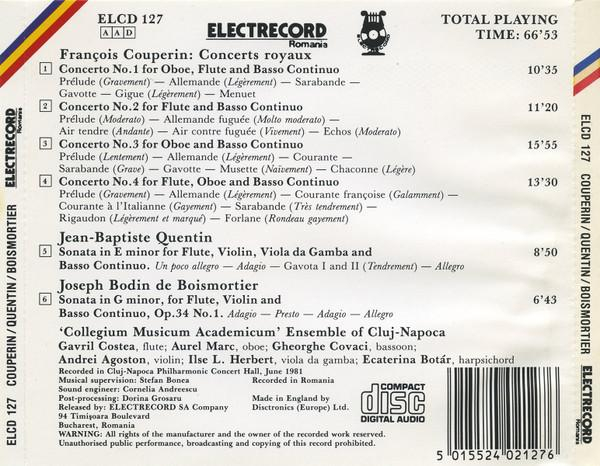 ELCD 127
A A D
ELECTRECORD
Romania
TOTAL PLAYING
TIME: 66'53
François Couperin: Concerts royaux
1 Concerto No.1 for Oboe, Flute and Basso Continuo 10'35
Prélude (Gravement) — Allemande (Légèrement) — Sarabande —
Gavotte — Gigue (Légèrement) — Menuet
2 Concerto No.2 for Flute and Basso Continuo 11'20
Prélude (Moderato) — Allemande fuguée (Molto moderato) —
Air tendre (Andante) — Air contre fuguée (Vivement) — Echos (Moderato)
3 Concerto No.3 for Oboe and Basso Continuo 15'55
Prélude (Lentement) — Allemande (Légèrement) — Courante —
Sarabande (Grave) — Gavotte — Musette (Naïvement) — Chaconne (Légère)
4 Concerto No.4 for Flute, Oboe and Basso Continuo 13'30
Prélude (Gravement) — Allemande (Légèrement) — Courante françoise (Galamment) —
Courante à l'Italianne (Gayement) — Sarabande (Très tendrement) —
Rigaudon (Légèrement et marqué) — Forlane (Rondeau gayement)
Jean-Baptiste Quentin
5 Sonata in E minor for Flute, Violin, Viola da Gamba and 8'50
Basso Continuo. Un poco allegro — Adagio — Gavota I and II (Tendrement) — Allegro
Joseph Bodin de Boismortier
6 Sonata in G minor, for Flute, Violin and 6'43
Basso Continuo, Op.34 No.1. Adagio — Presto — Adagio — Allegro
'Collegium Musicum Academicum' Ensemble of Cluj-Napoca
Gavril Costea, flute; Aurel Marc, oboe; Gheorghe Covaci, bassoon;
Andrei Agoston, violin; Ilse L. Herbert, viola da gamba; Ecaterina Botár, harpsichord
Recorded in Cluj-Napoca Philharmonic Concert Hall, June 1981
Musical supervision: Stefan Bonea Recorded in Romania
Sound engineer: Cornelia Andreescu
Post-processing: Dorina Grosaru Made in England by
Released by: ELECTRECORD SA Company Disctronics (Europe) Ltd.
94 Timişoara Boulevard
Bucharest, Romania
WARNING: All rights of the manufacturer and the owner of the recorded work reserved.
Unauthorised public performance, broadcasting and copying of this record prohibited.
COMPACT
disc
DIGITAL AUDIO
5 015524 021276
ELCD 127 COUPERIN/QUENTIN/BOISMORTIER ELECTRECORD Romania
ELCD 127 COUPERIN/QUENTIN/BOISMORTIER ELECTRECORD Romania